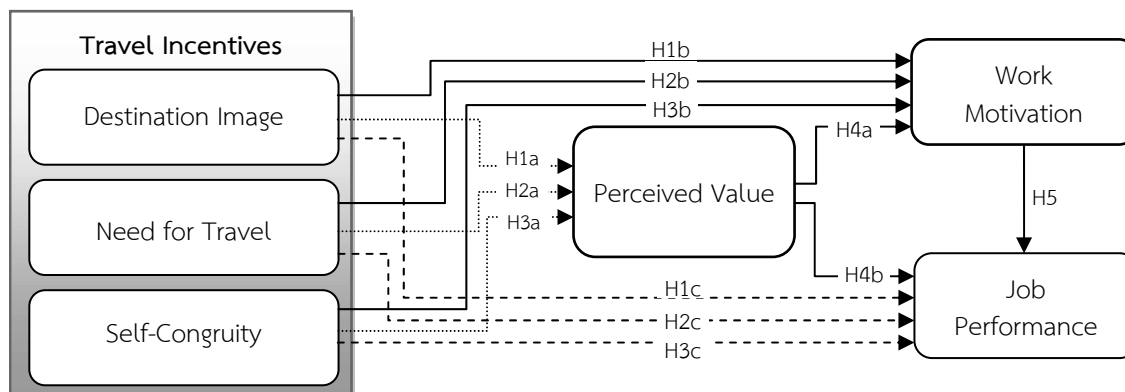 Travel Incentives
Destination Image
Need for Travel
Self-Congruity
H1a
H2a
H3a
Perceived Value
H1b
H2b
H3b
H4a
H4b
H1c
H2c
H3c
Work
Motivation
H5
Job
Performance